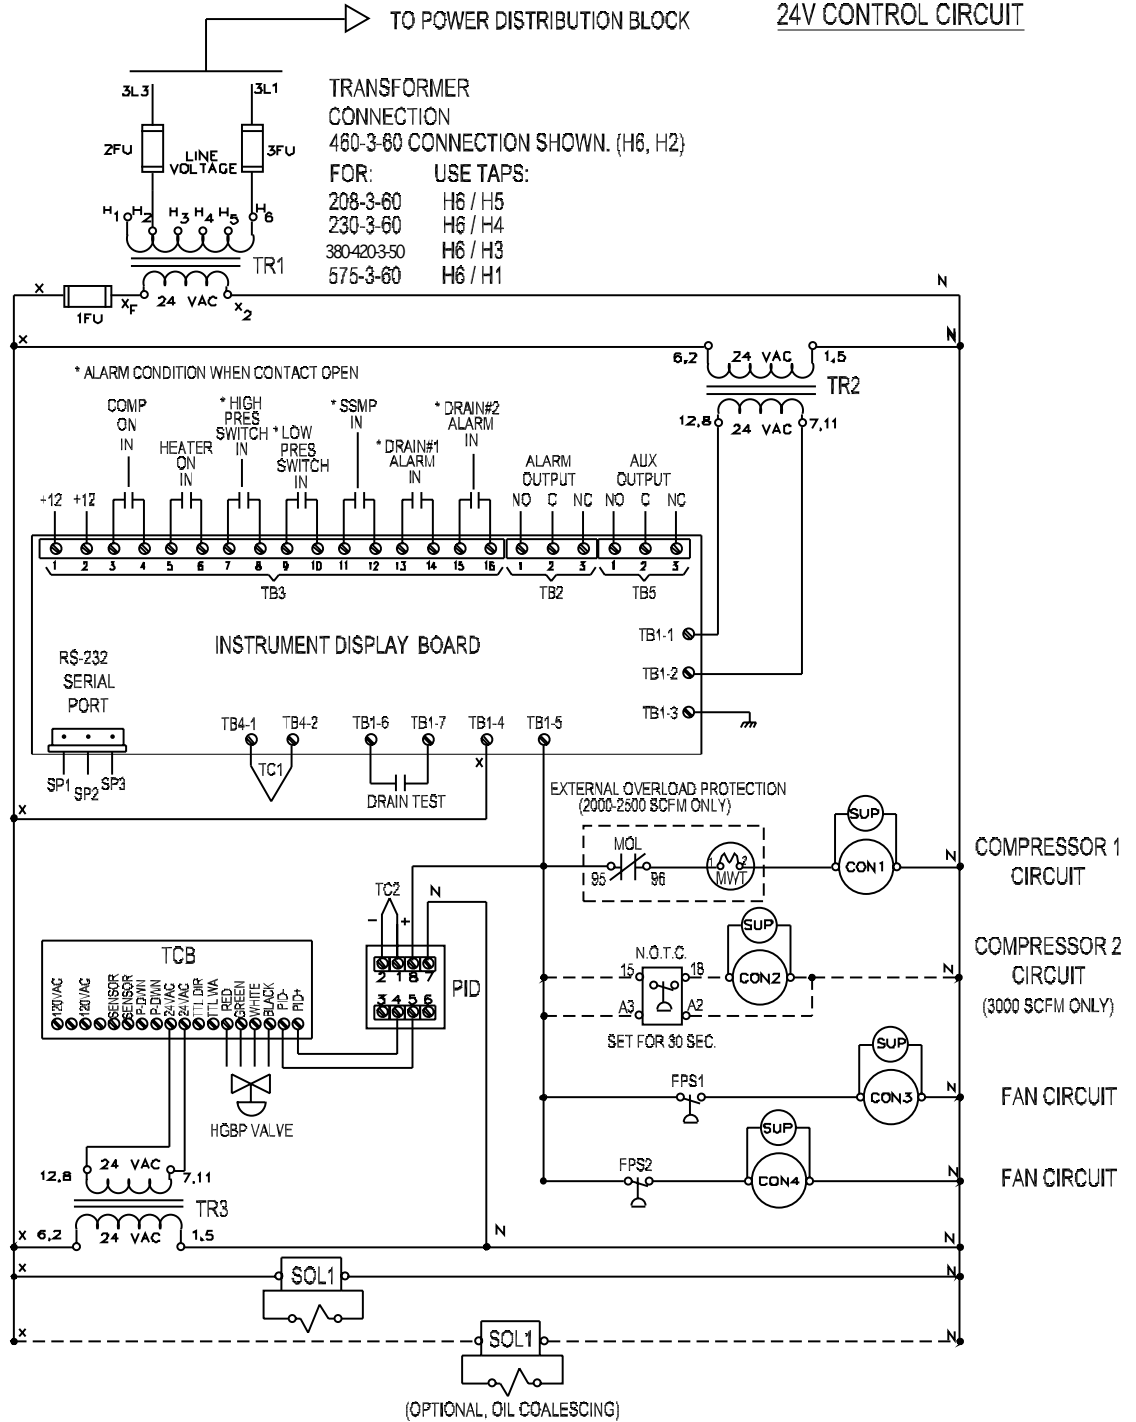 TO POWER DISTRIBUTION BLOCK
24V CONTROL CIRCUIT
3L3
3L1
TRANSFORMER
CONNECTION
460-3-60 CONNECTION SHOWN. (H6, H2)
2FU
LINE
VOLTAGE
3FU
FOR: USE TAPS:
208-3-60 H6 / H5
230-3-60 H6 / H4
380-420-3-50 H6 / H3
575-3-60 H6 / H1
H1 H2 H3 H4 H5 H6
TR1
X
1FU
XF
24 VAC
X2
N
X
N
6,2
24 VAC
1,5
TR2
12,8
24 VAC
7,11
* ALARM CONDITION WHEN CONTACT OPEN
COMP
ON
IN
HEATER
ON
IN
* HIGH
PRES
SWITCH
IN
* LOW
PRES
SWITCH
IN
* SSMP
IN
* DRAIN#1
ALARM
IN
* DRAIN#2
ALARM
IN
ALARM
OUTPUT
NO C NC
AUX
OUTPUT
NO C NC
+12 +12
1 2 3 4 5 6 7 8 9 10 11 12 13 14 15 16
1 2 3
1 2 3
TB3
TB2
TB5
INSTRUMENT DISPLAY BOARD
TB1-1
TB1-2
TB1-3
RS-232
SERIAL
PORT
SP1
SP2
SP3
TB4-1
TB4-2
TB1-6
TB1-7
TB1-4
TB1-5
TC1
DRAIN TEST
X
X
EXTERNAL OVERLOAD PROTECTION
(2000-2500 SCFM ONLY)
MOL
95
96
1
2
MWT
SUP
CON1
N
COMPRESSOR 1
CIRCUIT
TC2
-
+
N
2 1 8 7
3 4 5 6
PID
TCB
120VAC
120VAC
SENSOR
SENSOR
P-DWN
P-DWN
24VAC
24VAC
TTL DIR
TTL WA
RED
GREEN
WHITE
BLACK
PID-
PID+
HGBP VALVE
N.O.T.C.
15
18
A3
A2
SET FOR 30 SEC.
SUP
CON2
N
COMPRESSOR 2
CIRCUIT
(3000 SCFM ONLY)
FPS1
SUP
CON3
N
FAN CIRCUIT
FPS2
SUP
CON4
N
FAN CIRCUIT
12,8
24 VAC
7,11
TR3
X
6,2
24 VAC
1,5
N
N
X
SOL1
N
X
SOL1
N
(OPTIONAL, OIL COALESCING)